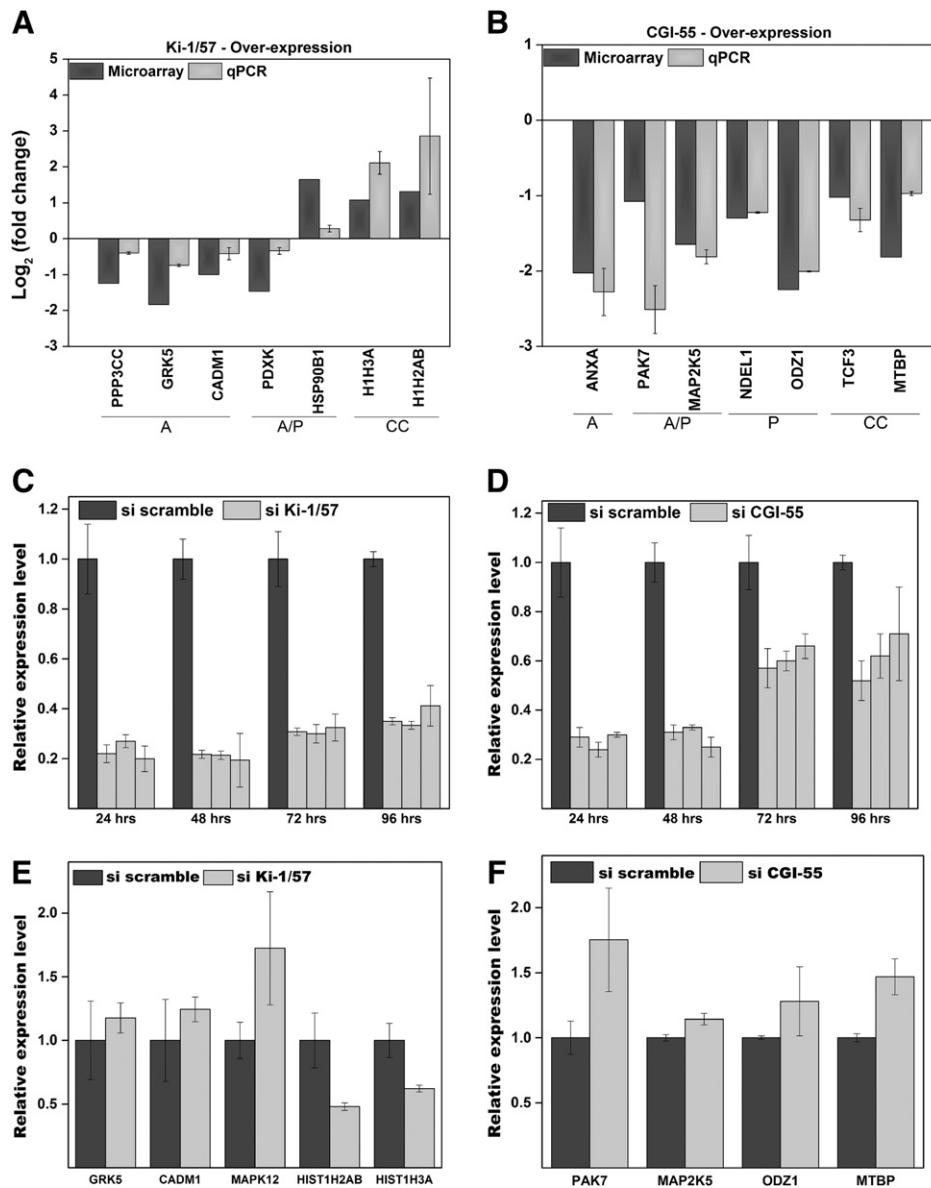 A
Ki-1/57 - Over-expression
Microarray qPCR
Log2 (fold change)
5
4
3
2
1
0
-1
-2
-3
PPP3CC GRK5 CADM1 PDXK HSP90B1 H1H3A H1H2AB
A A/P CC
B
CGI-55 - Over-expression
Microarray qPCR
1
0
-1
-2
-3
ANXA PAK7 MAP2K5 NDEL1 ODZ1 TCF3 MTBP
A A/P P CC
C
si scramble si Ki-1/57
Relative expression level
1.2
1.0
0.8
0.6
0.4
0.2
24 hrs 48 hrs 72 hrs 96 hrs
D
si scramble si CGI-55
Relative expression level
1.2
1.0
0.8
0.6
0.4
0.2
24 hrs 48 hrs 72 hrs 96 hrs
E
si scramble si Ki-1/57
Relative expression level
2.0
1.5
1.0
0.5
GRK5 CADM1 MAPK12 HIST1H2AB HIST1H3A
F
si scramble si CGI-55
Relative expression level
2.0
1.5
1.0
0.5
PAK7 MAP2K5 ODZ1 MTBP